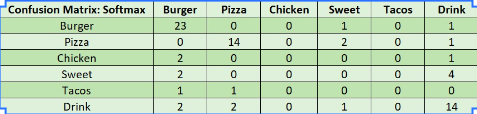 Confusion Matrix: Softmax Burger Pizza Chicken Sweet Tacos Drink
Burger 23 0 0 1 0 1
Pizza 0 14 0 2 0 1
Chicken 2 0 0 0 0 1
Sweet 2 0 0 0 0 4
Tacos 1 1 0 0 0 0
Drink 2 2 0 1 0 14